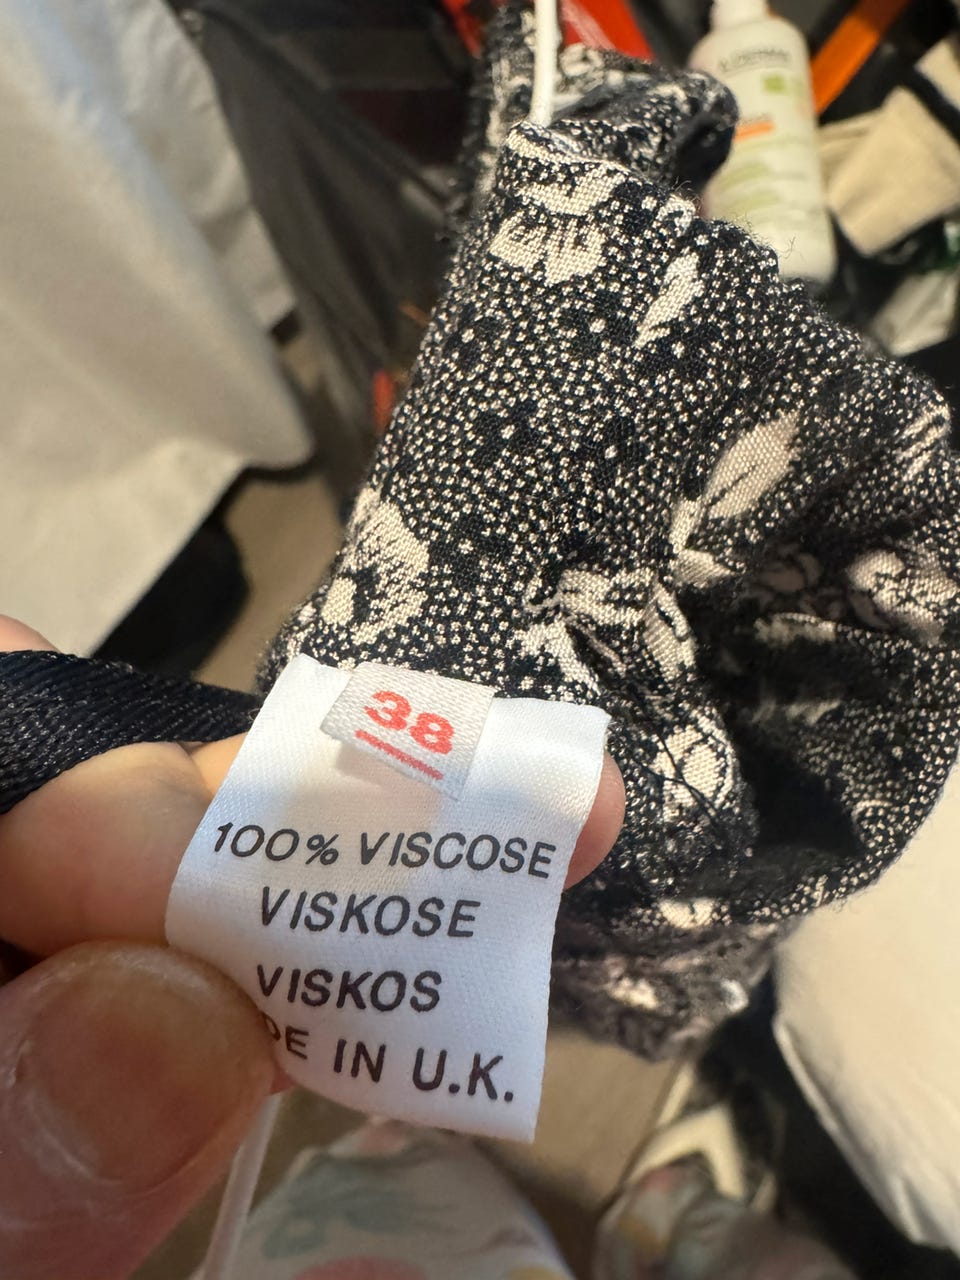 38
100% VISCOSE
VISKOSE
VISKOS
DE IN U.K.